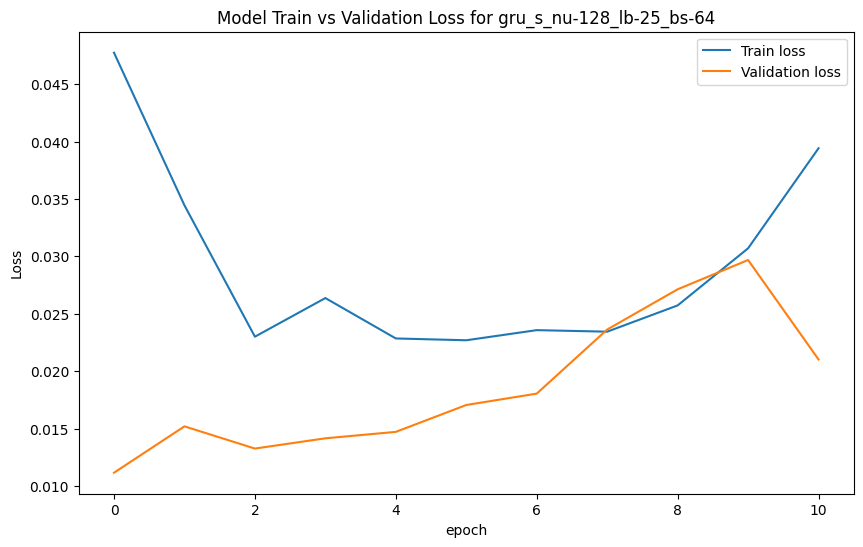 Model Train vs Validation Loss for gru_s_nu-128_lb-25_bs-64
Train loss
Validation loss
0.045
0.040
0.035
0.030
0.025
0.020
0.015
0.010
Loss
0 2 4 6 8 10
epoch